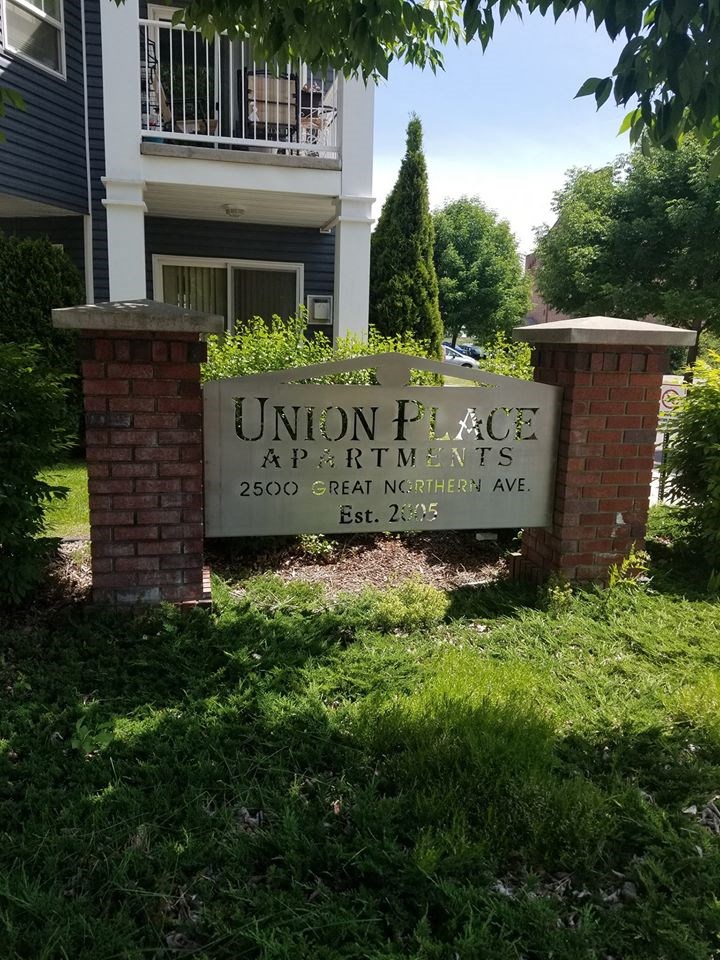 UNION PLACE
APARTMENTS
2500 GREAT NORTHERN AVE.
Est. 2005